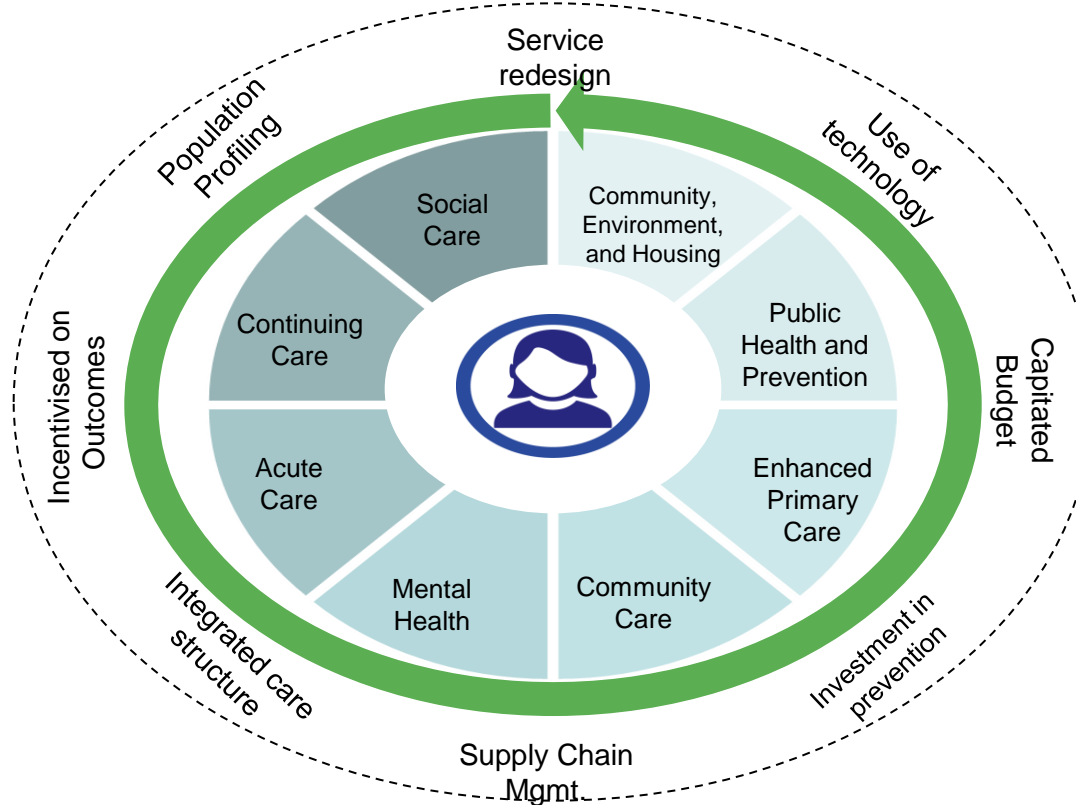 Service
redesign
Use of
technology
Capitated
Budget
Investment in
prevention
Supply Chain
Mgmt.
Integrated care
structure
Incentivised on
Outcomes
Population
Profiling
Community,
Environment,
and Housing
Public
Health and
Prevention
Enhanced
Primary
Care
Community
Care
Mental
Health
Acute
Care
Continuing
Care
Social
Care